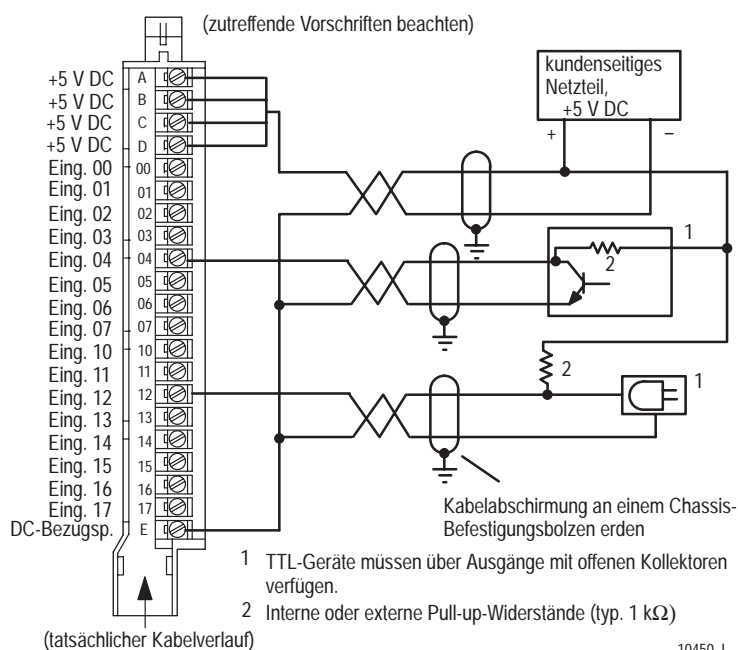 (zutreffende Vorschriften beachten)
kundenseitiges
Netzteil,
+5 V DC
+ –
+5 V DC A
+5 V DC B
+5 V DC C
+5 V DC D
Eing. 00 00
Eing. 01 01
Eing. 02 02
Eing. 03 03
Eing. 04 04
Eing. 05 05
Eing. 06 06
Eing. 07 07
Eing. 10 10
Eing. 11 11
Eing. 12 12
Eing. 13 13
Eing. 14 14
Eing. 15 15
Eing. 16 16
Eing. 17 17
DC-Bezugsp. E
1
2
2
1
Kabelabschirmung an einem Chassis-
Befestigungsbolzen erden
1 TTL-Geräte müssen über Ausgänge mit offenen Kollektoren
verfügen.
2 Interne oder externe Pull-up-Widerstände (typ. 1 kΩ)
(tatsächlicher Kabelverlauf)